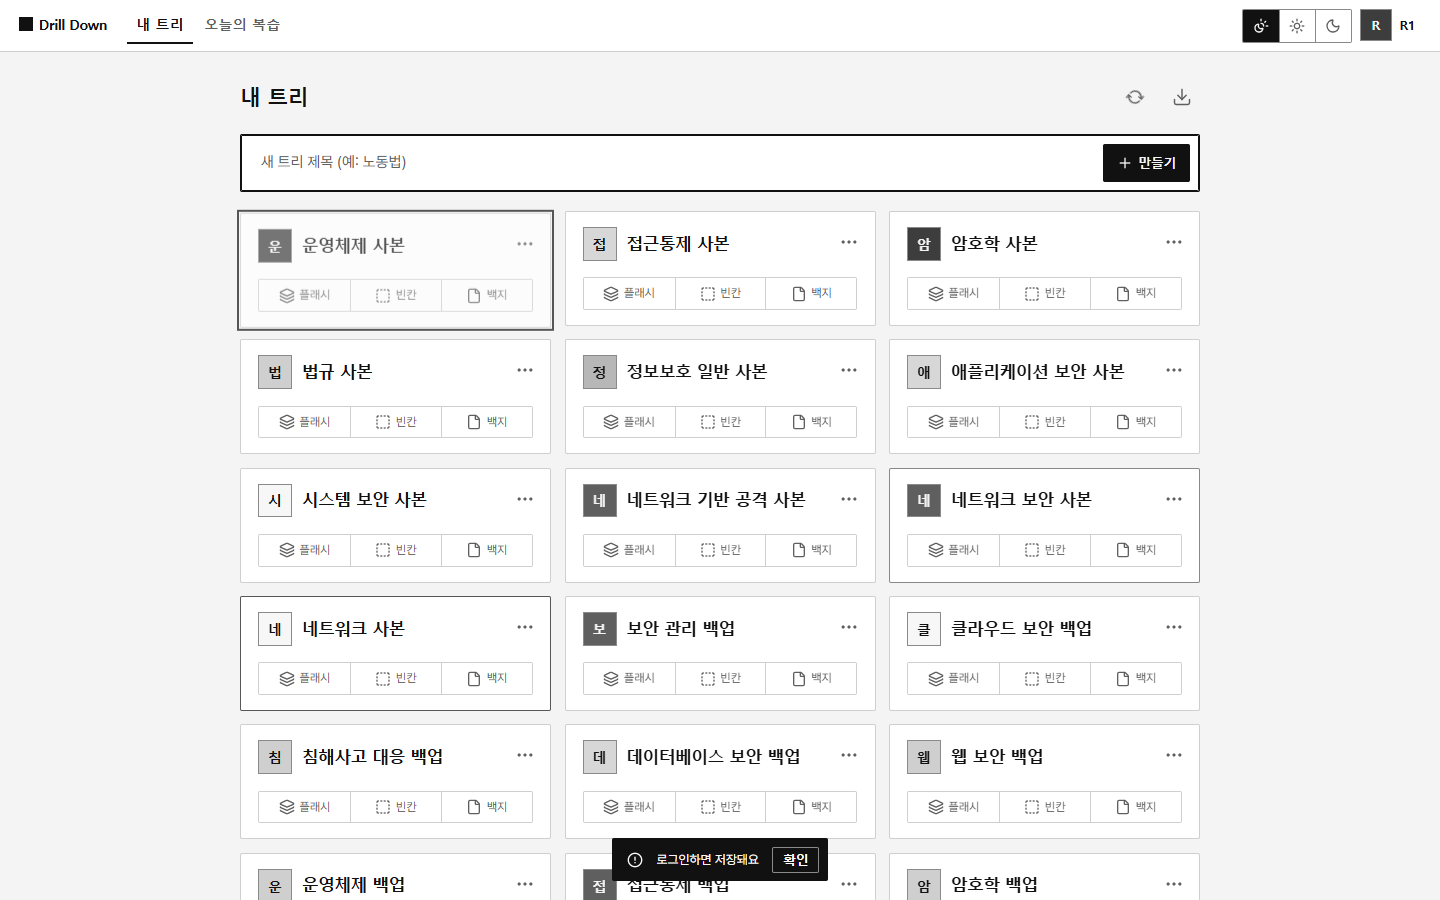 Drill Down 내 트리 오늘의 복습 R R1
내 트리
새 트리 제목 (예: 노동법) 만들기
운 운영체제 사본 접 접근통제 사본 암 암호학 사본
플래시 빈칸 백지 플래시 빈칸 백지 플래시 빈칸 백지
법 법규 사본 정 정보보호 일반 사본 애 애플리케이션 보안 사본
플래시 빈칸 백지 플래시 빈칸 백지 플래시 빈칸 백지
시 시스템 보안 사본 네 네트워크 기반 공격 사본 네 네트워크 보안 사본
플래시 빈칸 백지 플래시 빈칸 백지 플래시 빈칸 백지
네 네트워크 사본 보 보안 관리 백업 클 클라우드 보안 백업
플래시 빈칸 백지 플래시 빈칸 백지 플래시 빈칸 백지
침 침해사고 대응 백업 데 데이터베이스 보안 백업 웹 웹 보안 백업
플래시 빈칸 백지 플래시 빈칸 백지 플래시 빈칸 백지
로그인하면 저장돼요 확인
운 운영체제 백업 접 접근통제 백업 암 암호학 백업